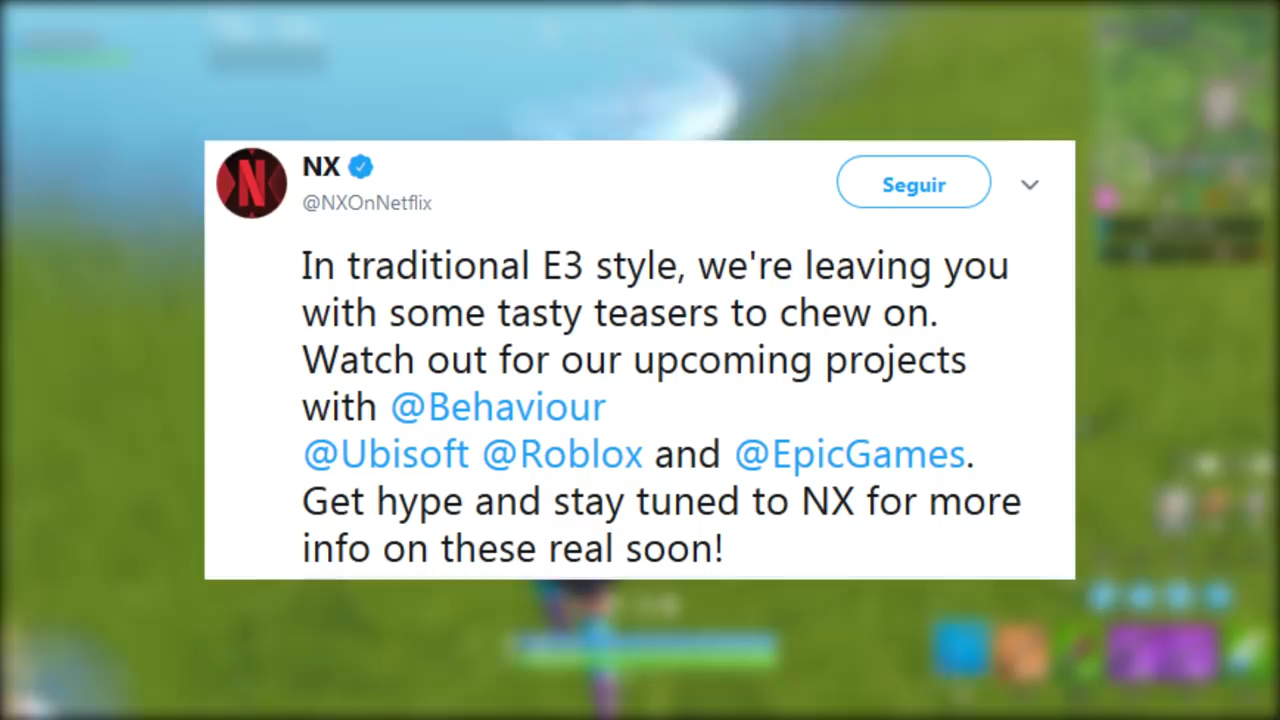 NX
@NXOnNetflix
Seguir
In traditional E3 style, we're leaving you
with some tasty teasers to chew on.
Watch out for our upcoming projects
with @Behaviour
@Ubisoft @Roblox and @EpicGames.
Get hype and stay tuned to NX for more
info on these real soon!